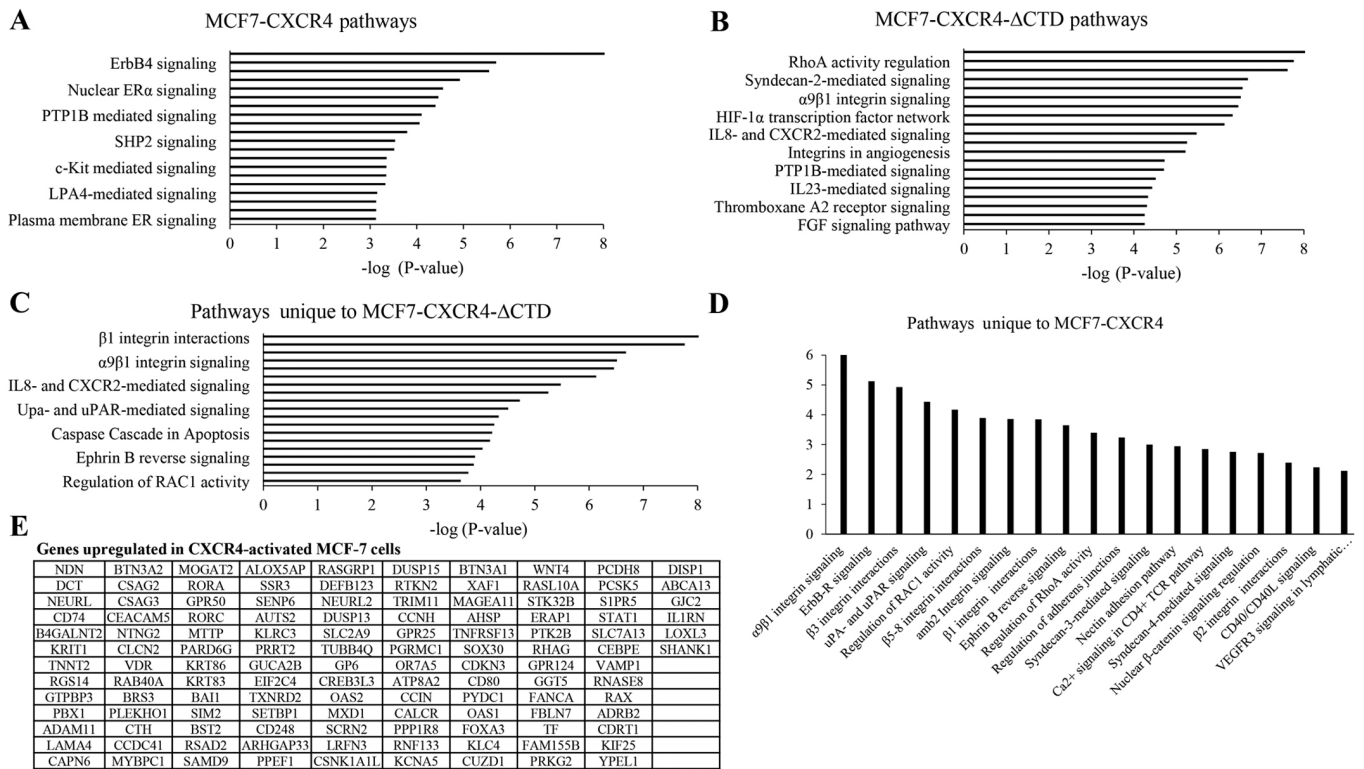 A
MCF7-CXCR4 pathways
ErbB4 signaling
Nuclear ERα signaling
PTP1B mediated signaling
SHP2 signaling
c-Kit mediated signaling
LPA4-mediated signaling
Plasma membrane ER signaling
0 1 2 3 4 5 6 7 8
-log (P-value)
B
MCF7-CXCR4-ΔCTD pathways
RhoA activity regulation
Syndecan-2-mediated signaling
α9β1 integrin signaling
HIF-1α transcription factor network
IL8- and CXCR2-mediated signaling
Integrins in angiogenesis
PTP1B-mediated signaling
IL23-mediated signaling
Thromboxane A2 receptor signaling
FGF signaling pathway
0 1 2 3 4 5 6 7 8
-log (P-value)
C
Pathways unique to MCF7-CXCR4-ΔCTD
β1 integrin interactions
α9β1 integrin signaling
IL8- and CXCR2-mediated signaling
Upa- and uPAR-mediated signaling
Caspase Cascade in Apoptosis
Ephrin B reverse signaling
Regulation of RAC1 activity
0 1 2 3 4 5 6 7 8
-log (P-value)
D
Pathways unique to MCF7-CXCR4
6
5
4
3
2
1
0
α9β1 integrin signaling
ErbB-R signaling
β3 integrin interactions
uPA- and uPAR signaling
Regulation of RAC1 activity
β5-8 integrin interactions
amb2 Integrin signaling
β1 integrin interactions
Ephrin B reverse signaling
Regulation of RhoA activity
Regulation of adherens junctions
Syndecan-3-mediated signaling
Nectin adhesion pathway
Ca2+ signaling in CD4+ TCR pathway
Syndecan-4-mediated signaling
Nuclear β-catenin signaling regulation
β2 integrin interactions
CD40/CD40L signaling
VEGFR3 signaling in lymphatic…
E
Genes upregulated in CXCR4-activated MCF-7 cells
NDN BTN3A2 MOGAT2 ALOX5AP RASGRP1 DUSP15 BTN3A1 WNT4 PCDH8 DISP1
DCT CSAG2 RORA SSR3 DEFB123 RTKN2 XAF1 RASL10A PCSK5 ABCA13
NEURL CSAG3 GPR50 SENP6 NEURL2 TRIM11 MAGEA11 STK32B S1PR5 GJC2
CD74 CEACAM5 RORC AUTS2 DUSP13 CCNH AHSP ERAP1 STAT1 IL1RN
B4GALNT2 NTNG2 MTTP KLRC3 SLC2A9 GPR25 TNFRSF13 PTK2B SLC7A13 LOXL3
KRIT1 CLCN2 PARD6G PRRT2 TUBB4Q PGRMC1 SOX30 RHAG CEBPE SHANK1
TNNT2 VDR KRT86 GUCA2B GP6 OR7A5 CDKN3 GPR124 VAMP1
RGS14 RAB40A KRT83 EIF2C4 CREB3L3 ATP8A2 CD80 GGT5 RNASE8
GTPBP3 BRS3 BAI1 TXNRD2 OAS2 CCIN PYDC1 FANCA RAX
PBX1 PLEKHO1 SIM2 SETBP1 MXD1 CALCR OAS1 FBLN7 ADRB2
ADAM11 CTH BST2 CD248 SCRN2 PPP1R8 FOXA3 TF CDRT1
LAMA4 CCDC41 RSAD2 ARHGAP33 LRFN3 RNF133 KLC4 FAM155B KIF25
CAPN6 MYBPC1 SAMD9 PPEF1 CSNK1A1L KCNA5 CUZD1 PRKG2 YPEL1